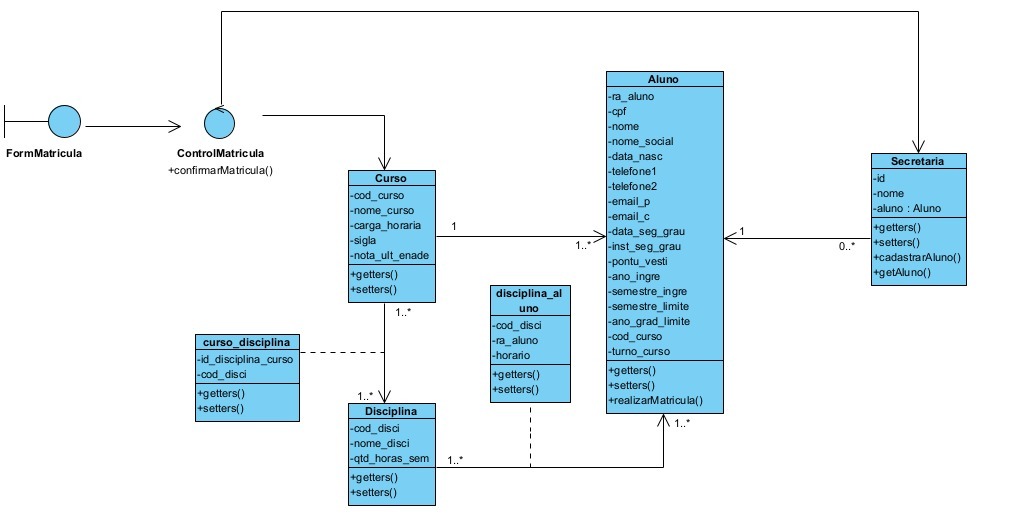 FormMatricula
ControlMatricula
+confirmarMatricula()
Curso
-cod_curso
-nome_curso
-carga_horaria
-sigla
-nota_ult_enade
+getters()
+setters()
1
1..*
1..*
Aluno
-ra_aluno
-cpf
-nome
-nome_social
-data_nasc
-telefone1
-telefone2
-email_p
-email_c
-data_seg_grau
-inst_seg_grau
-pontu_vesti
-ano_ingre
-semestre_ingre
-semestre_limite
-ano_grad_limite
-cod_curso
-turno_curso
+getters()
+setters()
+realizarMatricula()
1..*
Secretaria
-id
-nome
-aluno : Aluno
+getters()
+setters()
+cadastrarAluno()
+getAluno()
1
0..*
disciplina_al
uno
-cod_disci
-ra_aluno
-horario
+getters()
+setters()
curso_disciplina
-id_disciplina_curso
-cod_disci
+getters()
+setters()
1..*
Disciplina
-cod_disci
-nome_disci
-qtd_horas_sem
+getters()
+setters()
1..*